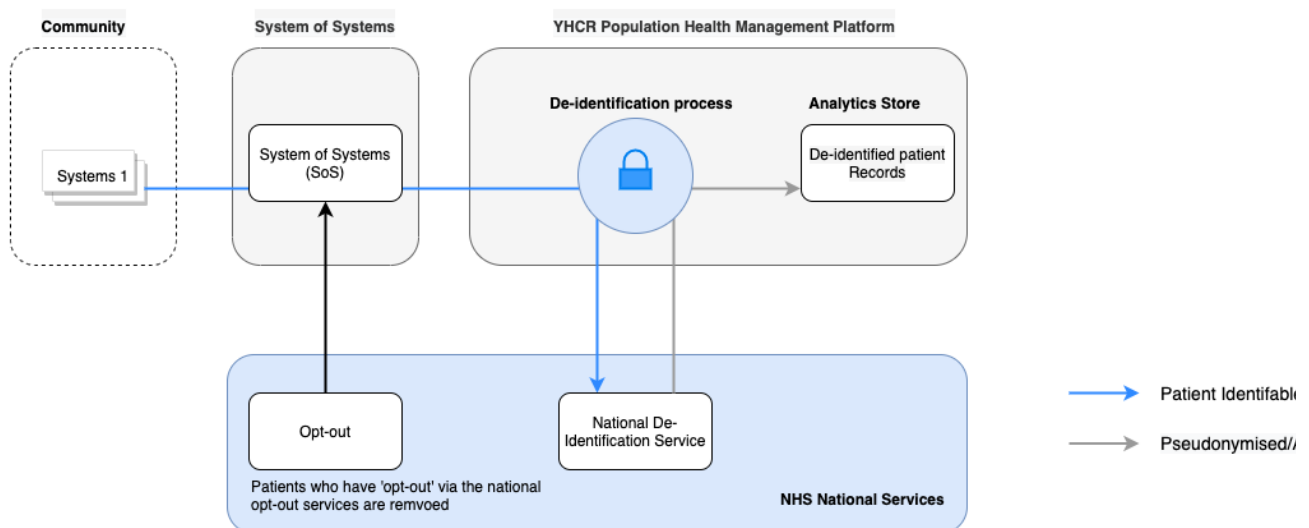 Community
System of Systems
YHCR Population Health Management Platform
De-identification process
Analytics Store
Systems 1
System of Systems
(SoS)
De-identified patient
Records
Opt-out
National De-
Identification Service
Patients who have 'opt-out' via the national
opt-out services are remvoed
NHS National Services
Patient Identifable
Pseudonymised/A